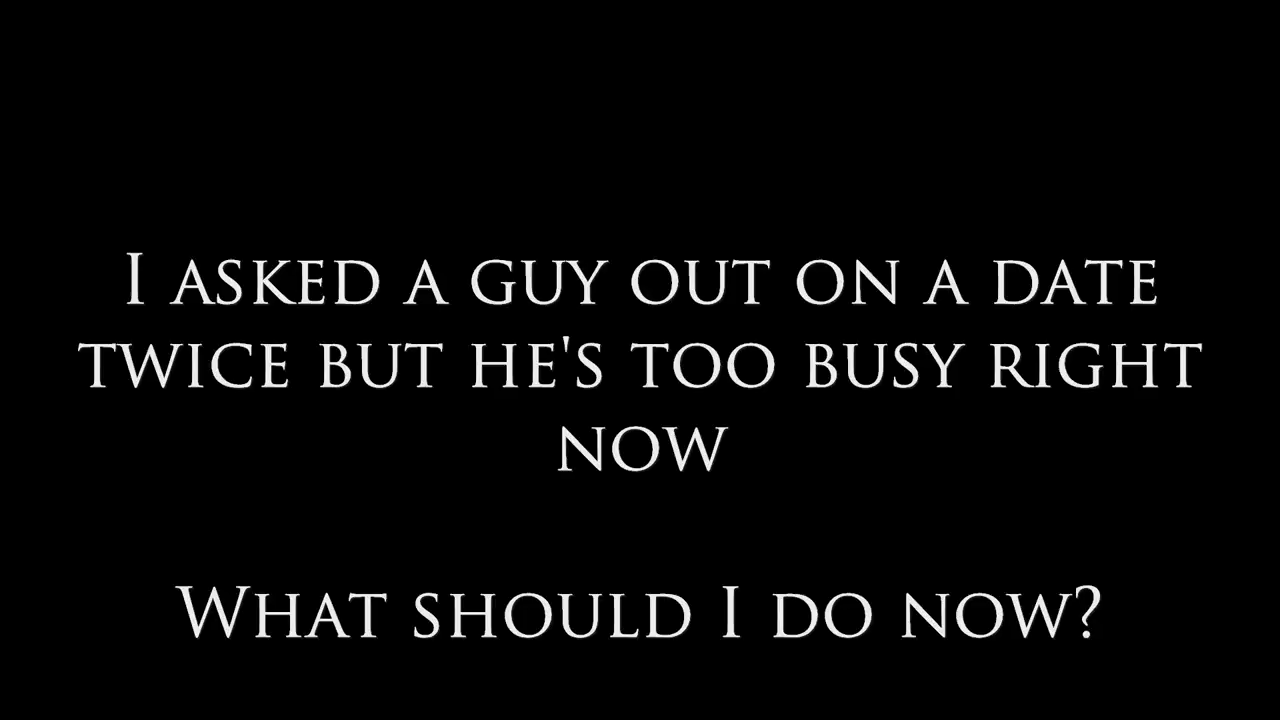 I ASKED A GUY OUT ON A DATE
TWICE BUT HE'S TOO BUSY RIGHT
NOW
WHAT SHOULD I DO NOW?